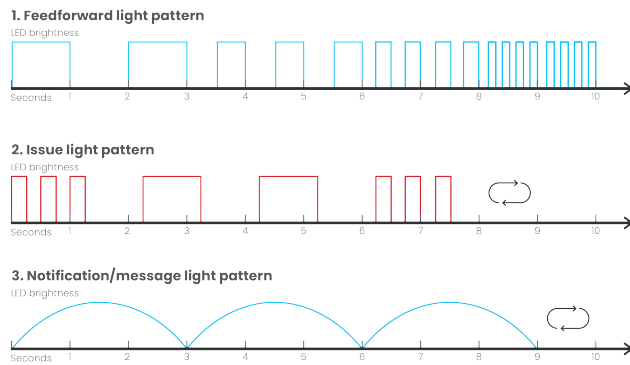 1. Feedforward light pattern
LED brightness
Seconds 1 2 3 4 5 6 7 8 9 10
2. Issue light pattern
LED brightness
Seconds 1 2 3 4 5 6 7 8 9 10
3. Notification/message light pattern
LED brightness
Seconds 1 2 3 4 5 6 7 8 9 10